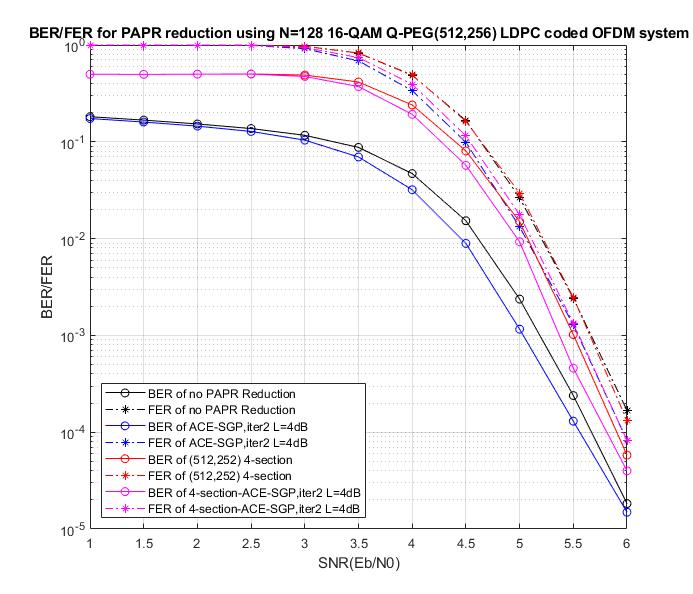 BER/FER for PAPR reduction using N=128 16-QAM Q-PEG(512,256) LDPC coded OFDM system
10^0
10^-1
10^-2
10^-3
10^-4
10^-5
BER/FER
BER of no PAPR Reduction
FER of no PAPR Reduction
BER of ACE-SGP,iter2 L=4dB
FER of ACE-SGP,iter2 L=4dB
BER of (512,252) 4-section
FER of (512,252) 4-section
BER of 4-section-ACE-SGP,iter2 L=4dB
FER of 4-section-ACE-SGP,iter2 L=4dB
1 1.5 2 2.5 3 3.5 4 4.5 5 5.5 6
SNR(Eb/N0)